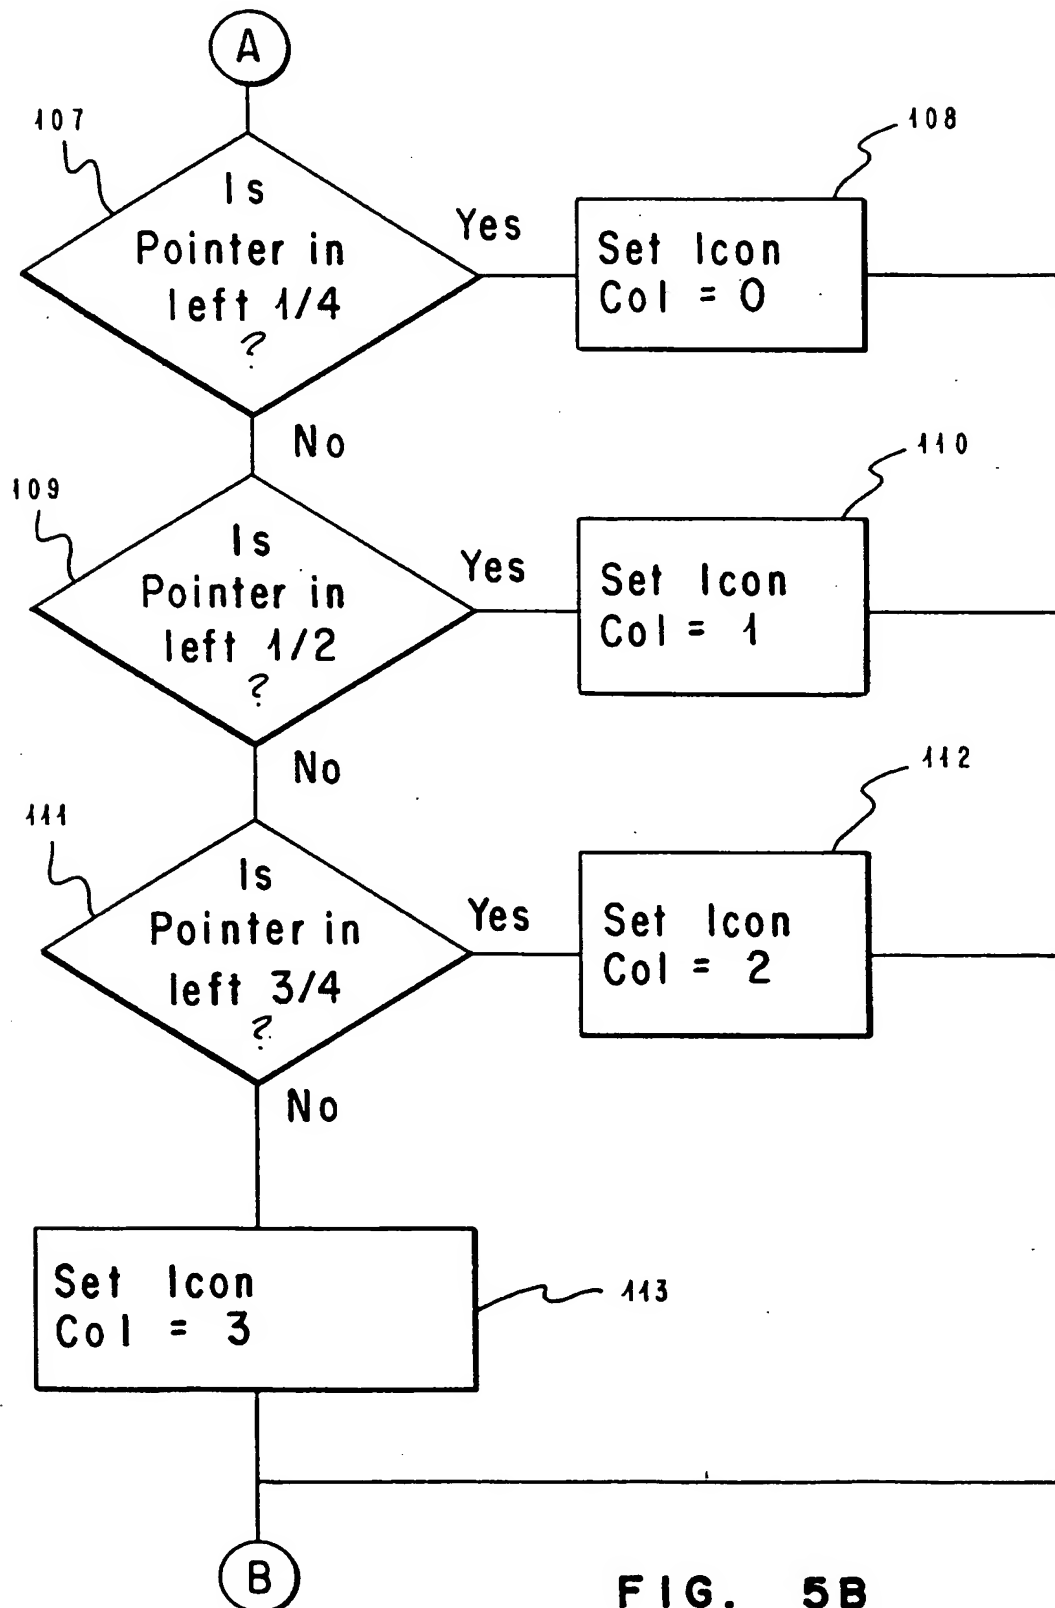 A
107
Is
Pointer in
left 1/4
?
Yes
108
Set Icon
Col = 0
No
109
Is
Pointer in
left 1/2
?
Yes
110
Set Icon
Col = 1
No
111
Is
Pointer in
left 3/4
?
Yes
112
Set Icon
Col = 2
No
Set Icon
Col = 3
113
B
FIG. 5B